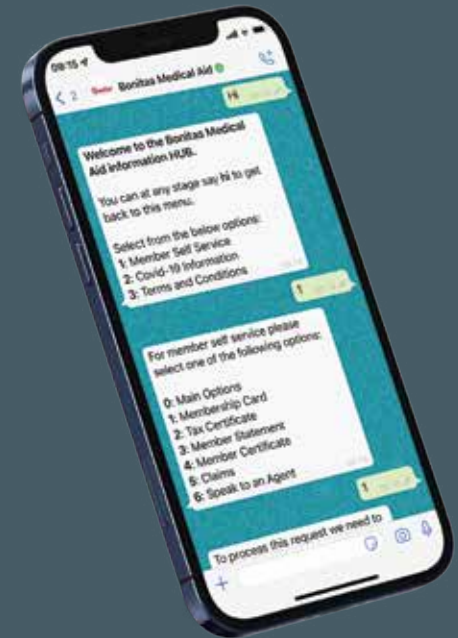 09:15
2 Bonitas Medical Aid
Hi
Welcome to the Bonitas Medical
Aid information HUB.
You can at any stage say hi to get
back to this menu.
Select from the below options:
1: Member Self Service
2: Covid-19 Information
3: Terms and Conditions
1
For member self service please
select one of the following options:
0: Main Options
1: Membership Card
2: Tax Certificate
3: Member Statement
4: Member Certificate
5: Claims
6: Speak to an Agent
1
To process this request we need to